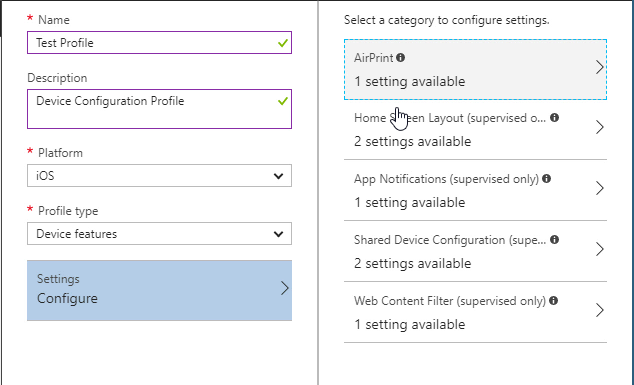 * Name
Test Profile
Description
Device Configuration Profile
* Platform
iOS
* Profile type
Device features
Settings
Configure
Select a category to configure settings.
AirPrint
1 setting available
Home Screen Layout (supervised o...
2 settings available
App Notifications (supervised only)
1 setting available
Shared Device Configuration (supe...
2 settings available
Web Content Filter (supervised only)
1 setting available